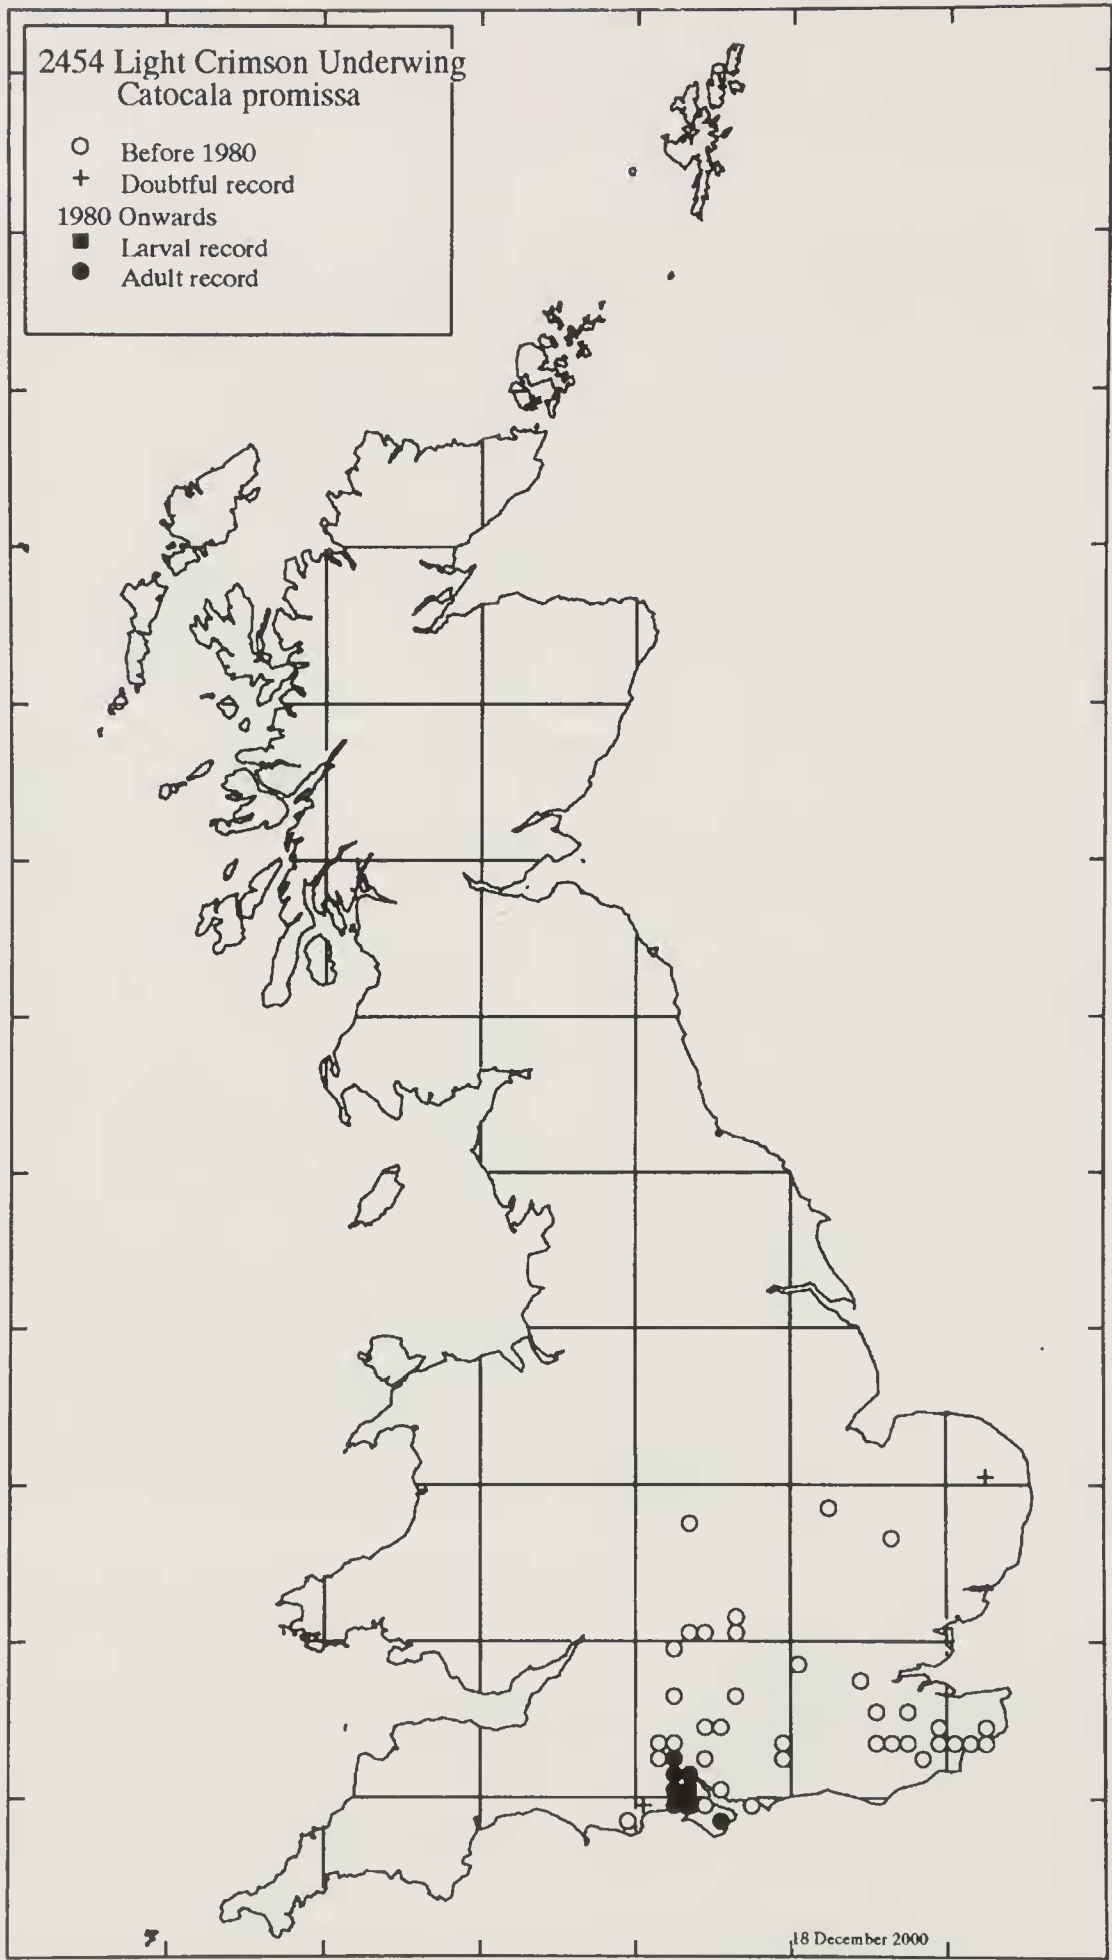 2454 Light Crimson Underwing
Catocala promissa
Before 1980
Doubtful record
1980 Onwards
Larval record
Adult record
18 December 2000